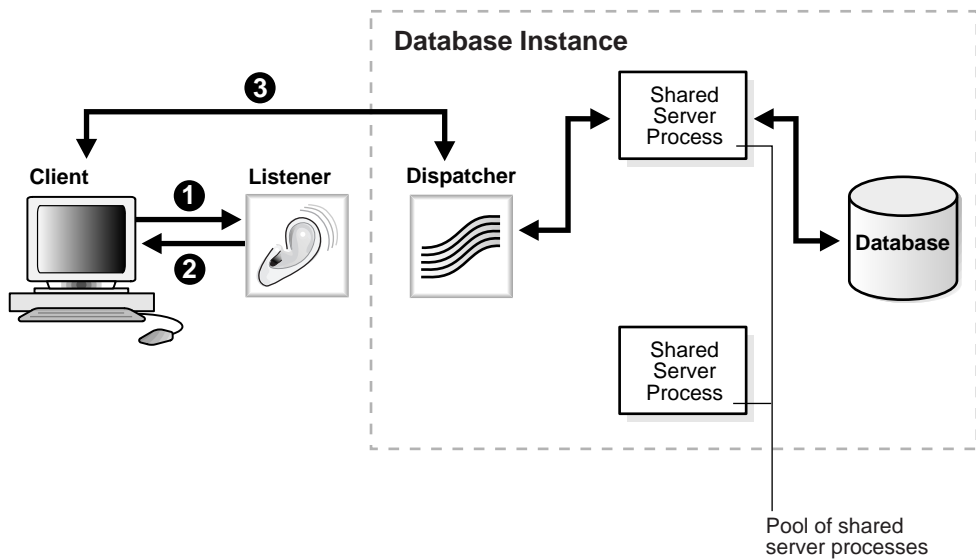 Database Instance
3
Shared
Server
Process
Client
Listener
Dispatcher
1
2
Database
Shared
Server
Process
Pool of shared
server processes